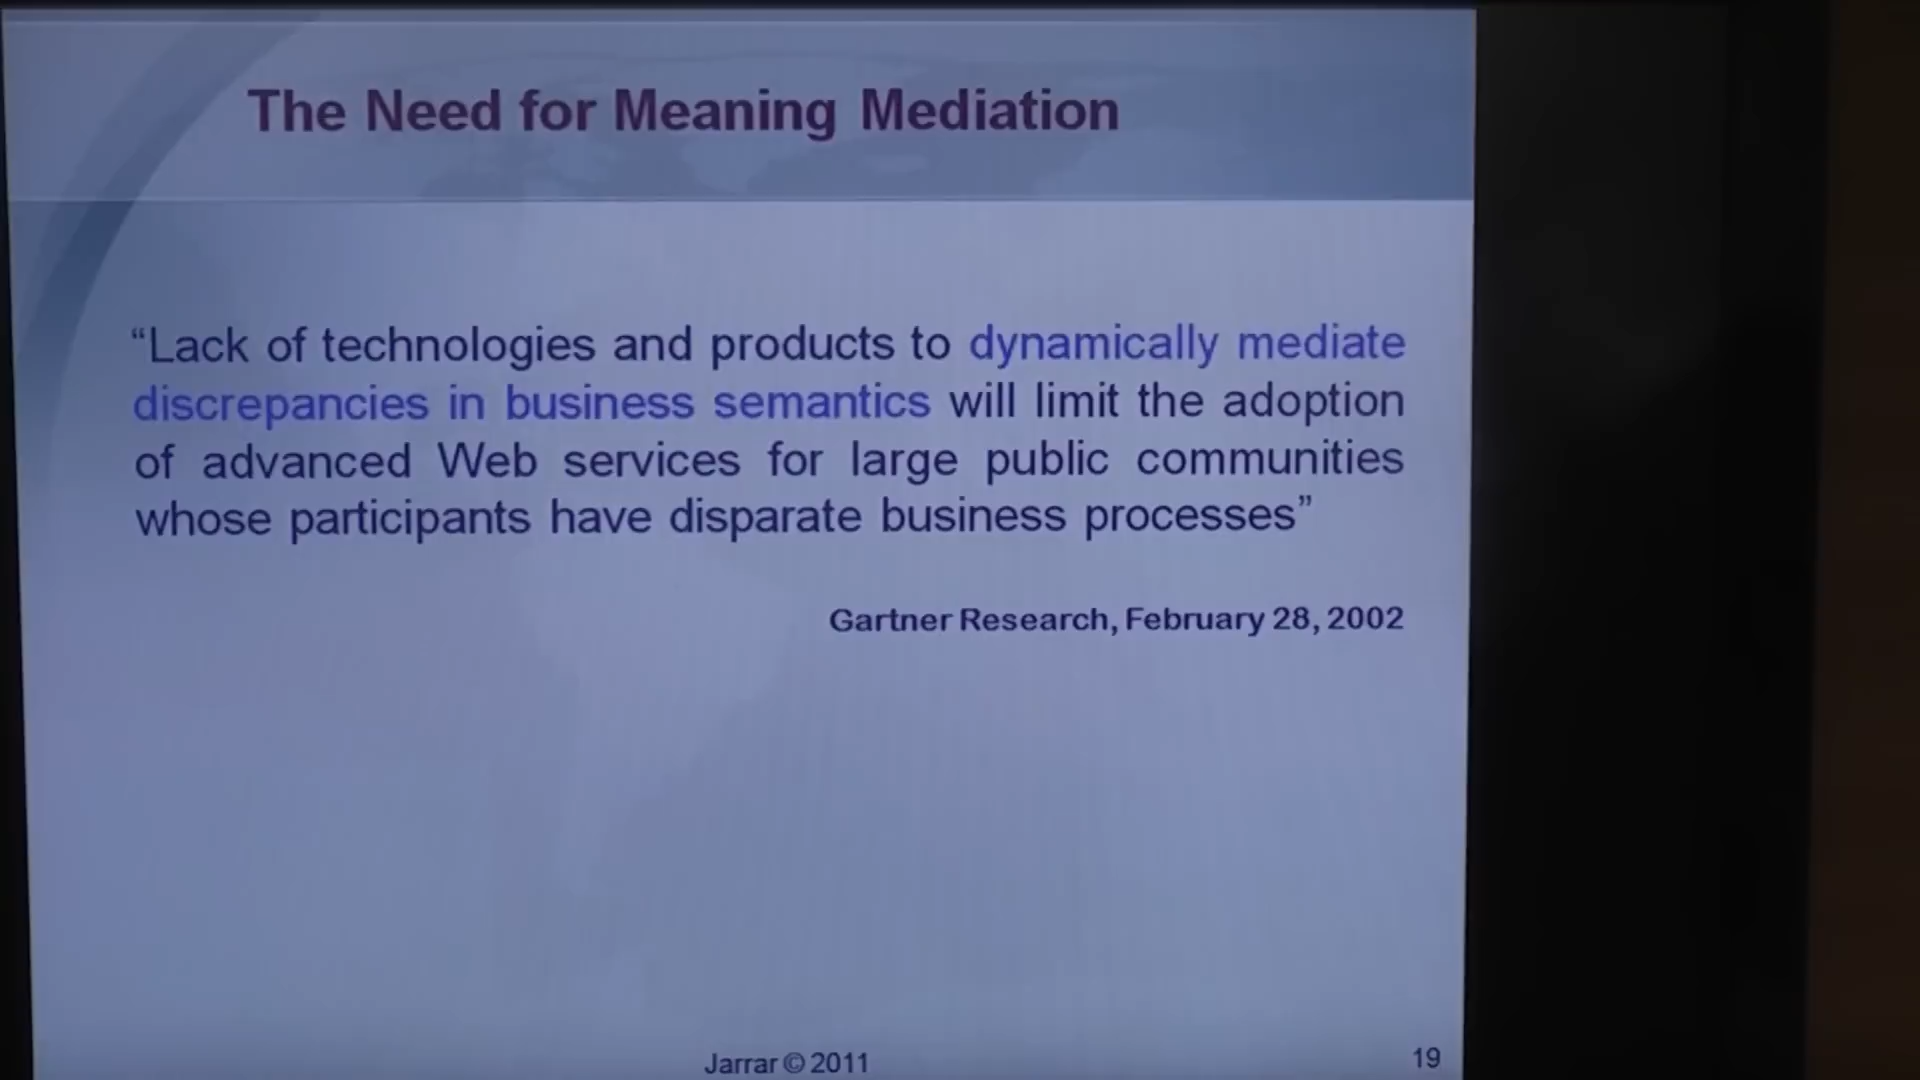 The Need for Meaning Mediation
“Lack of technologies and products to dynamically mediate
discrepancies in business semantics will limit the adoption
of advanced Web services for large public communities
whose participants have disparate business processes”
Gartner Research, February 28, 2002
Jarrar © 2011
19